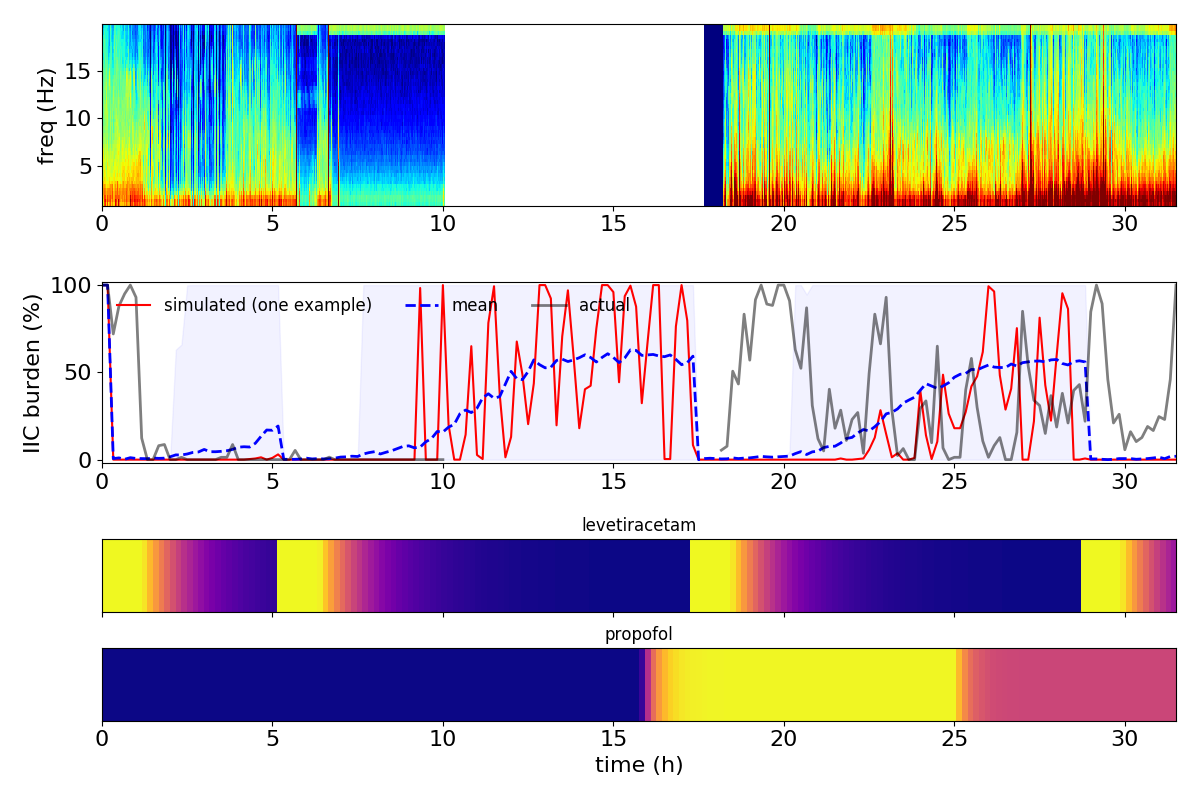 freq (Hz)
15
10
5
0 5 10 15 20 25 30
IIC burden (%)
100
50
0
simulated (one example) mean actual
0 5 10 15 20 25 30
levetiracetam
propofol
0 5 10 15 20 25 30
time (h)